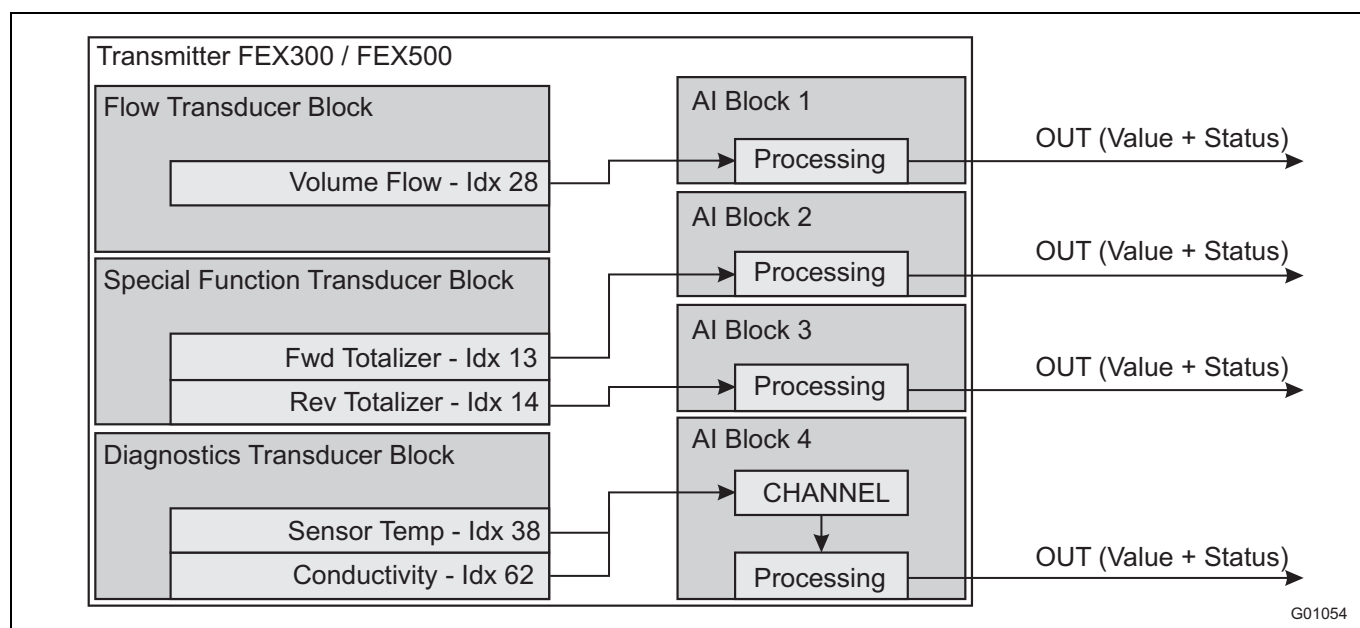 Transmitter FEX300 / FEX500
Flow Transducer Block
Volume Flow - Idx 28
AI Block 1
Processing
OUT (Value + Status)
Special Function Transducer Block
Fwd Totalizer - Idx 13
Rev Totalizer - Idx 14
AI Block 2
Processing
OUT (Value + Status)
AI Block 3
Processing
OUT (Value + Status)
Diagnostics Transducer Block
Sensor Temp - Idx 38
Conductivity - Idx 62
AI Block 4
CHANNEL
Processing
OUT (Value + Status)
G01054